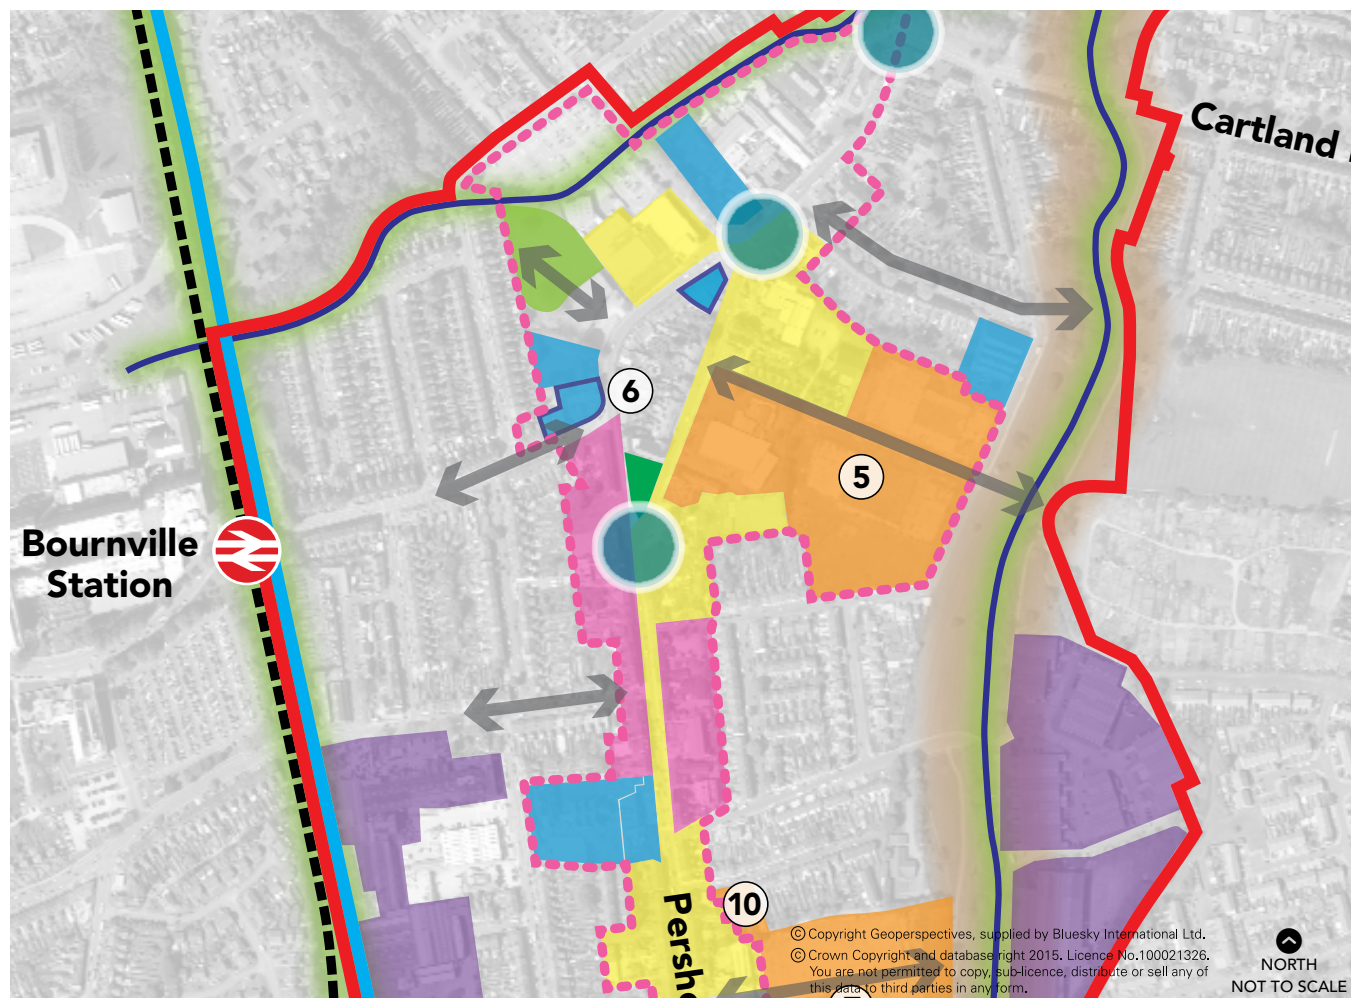 Cartland
6
5
Bournville
Station
10
Pershe
© Copyright Geoperspectives, supplied by Bluesky International Ltd.
© Crown Copyright and database right 2015. Licence No.100021326.
You are not permitted to copy, sub-licence, distribute or sell any of
this data to third parties in any form.
NORTH
NOT TO SCALE